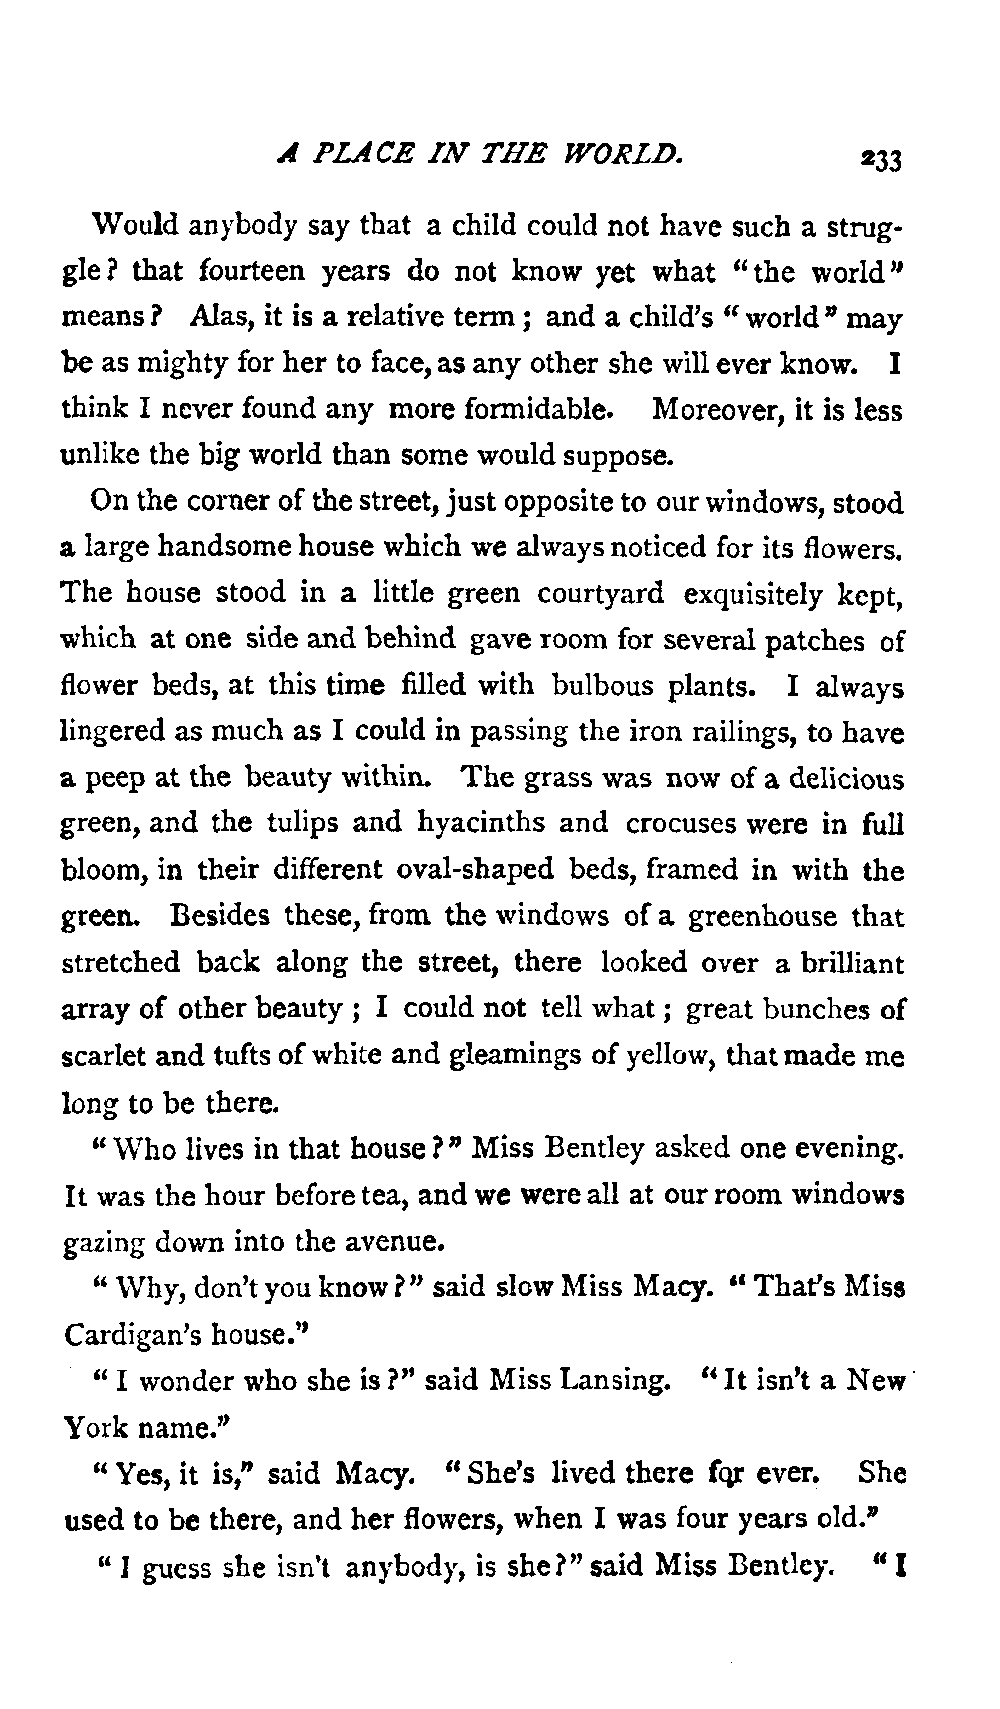 A PLACE IN THE WORLD. 233
Would anybody say that a child could not have such a strug-
gle? that fourteen years do not know yet what "the world"
means? Alas, it is a relative term; and a child's "world" may
be as mighty for her to face, as any other she will ever know. I
think I never found any more formidable. Moreover, it is less
unlike the big world than some would suppose.
On the corner of the street, just opposite to our windows, stood
a large handsome house which we always noticed for its flowers.
The house stood in a little green courtyard exquisitely kept,
which at one side and behind gave room for several patches of
flower beds, at this time filled with bulbous plants. I always
lingered as much as I could in passing the iron railings, to have
a peep at the beauty within. The grass was now of a delicious
green, and the tulips and hyacinths and crocuses were in full
bloom, in their different oval-shaped beds, framed in with the
green. Besides these, from the windows of a greenhouse that
stretched back along the street, there looked over a brilliant
array of other beauty; I could not tell what; great bunches of
scarlet and tufts of white and gleamings of yellow, that made me
long to be there.
"Who lives in that house?" Miss Bentley asked one evening.
It was the hour before tea, and we were all at our room windows
gazing down into the avenue.
"Why, don't you know?" said slow Miss Macy. "That's Miss
Cardigan's house."
"I wonder who she is?" said Miss Lansing. "It isn't a New
York name."
"Yes, it is," said Macy. "She's lived there for ever. She
used to be there, and her flowers, when I was four years old."
"I guess she isn't anybody, is she?" said Miss Bentley. "I